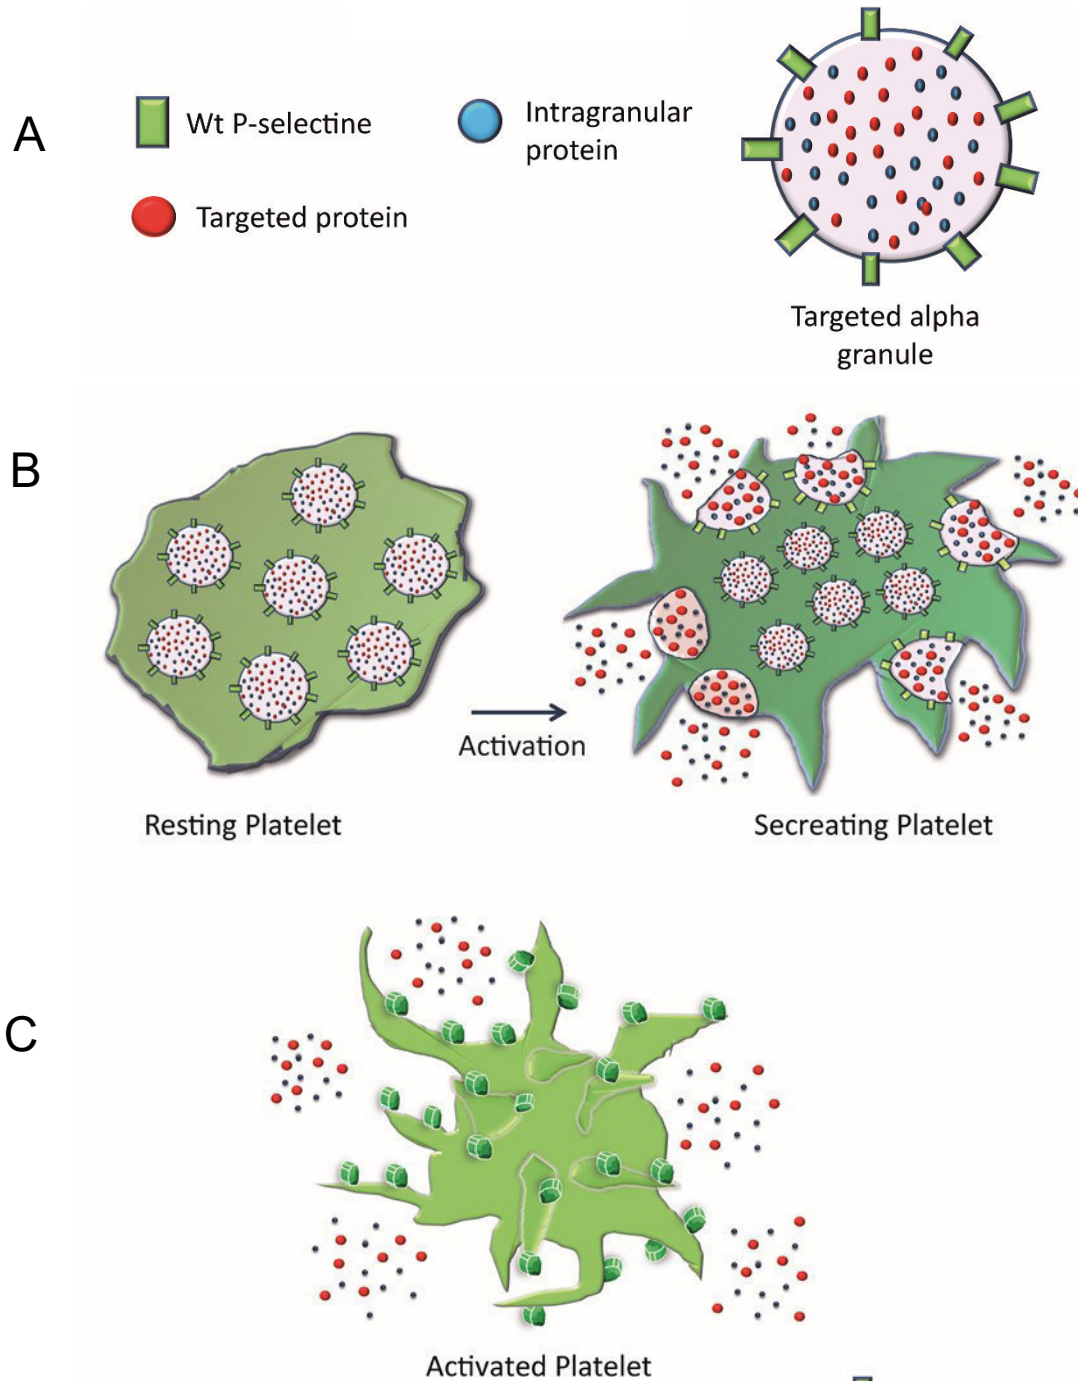 A
Wt P-selectine
Intragranular
protein
Targeted protein
Targeted alpha
granule
B
Activation
Resting Platelet
Secreating Platelet
C
Activated Platelet